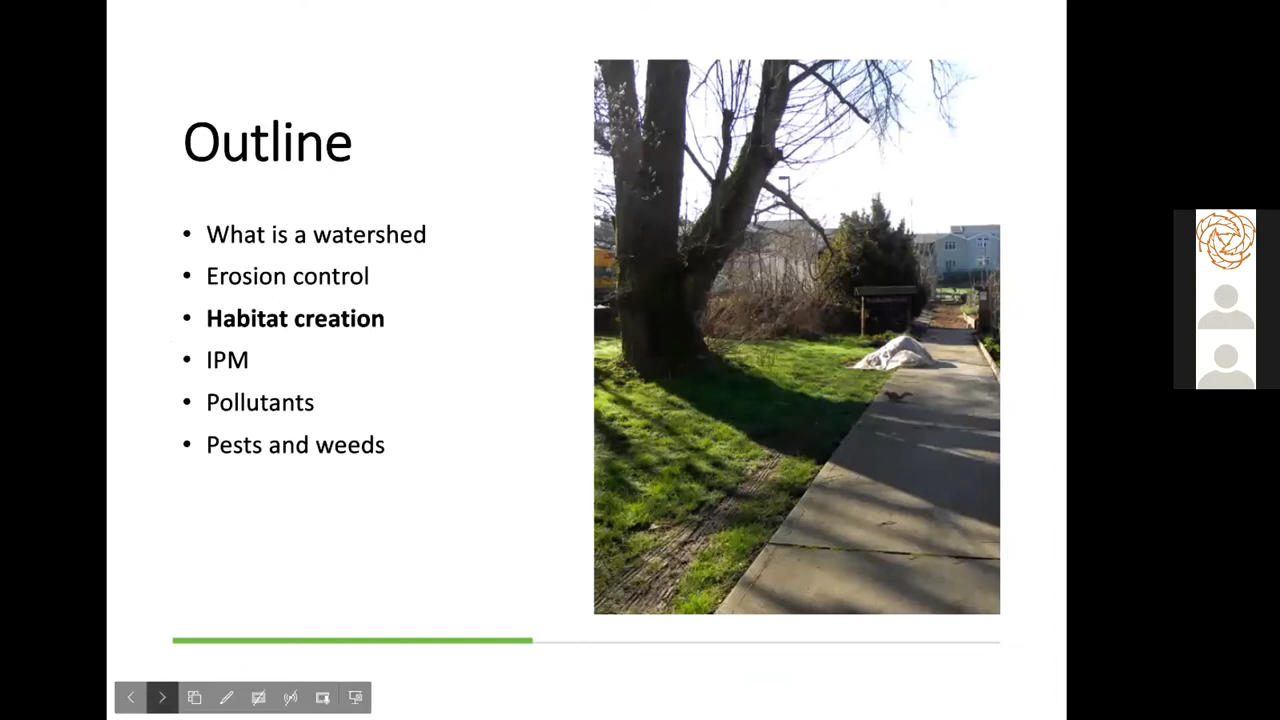 Outline
• What is a watershed
• Erosion control
• Habitat creation
• IPM
• Pollutants
• Pests and weeds